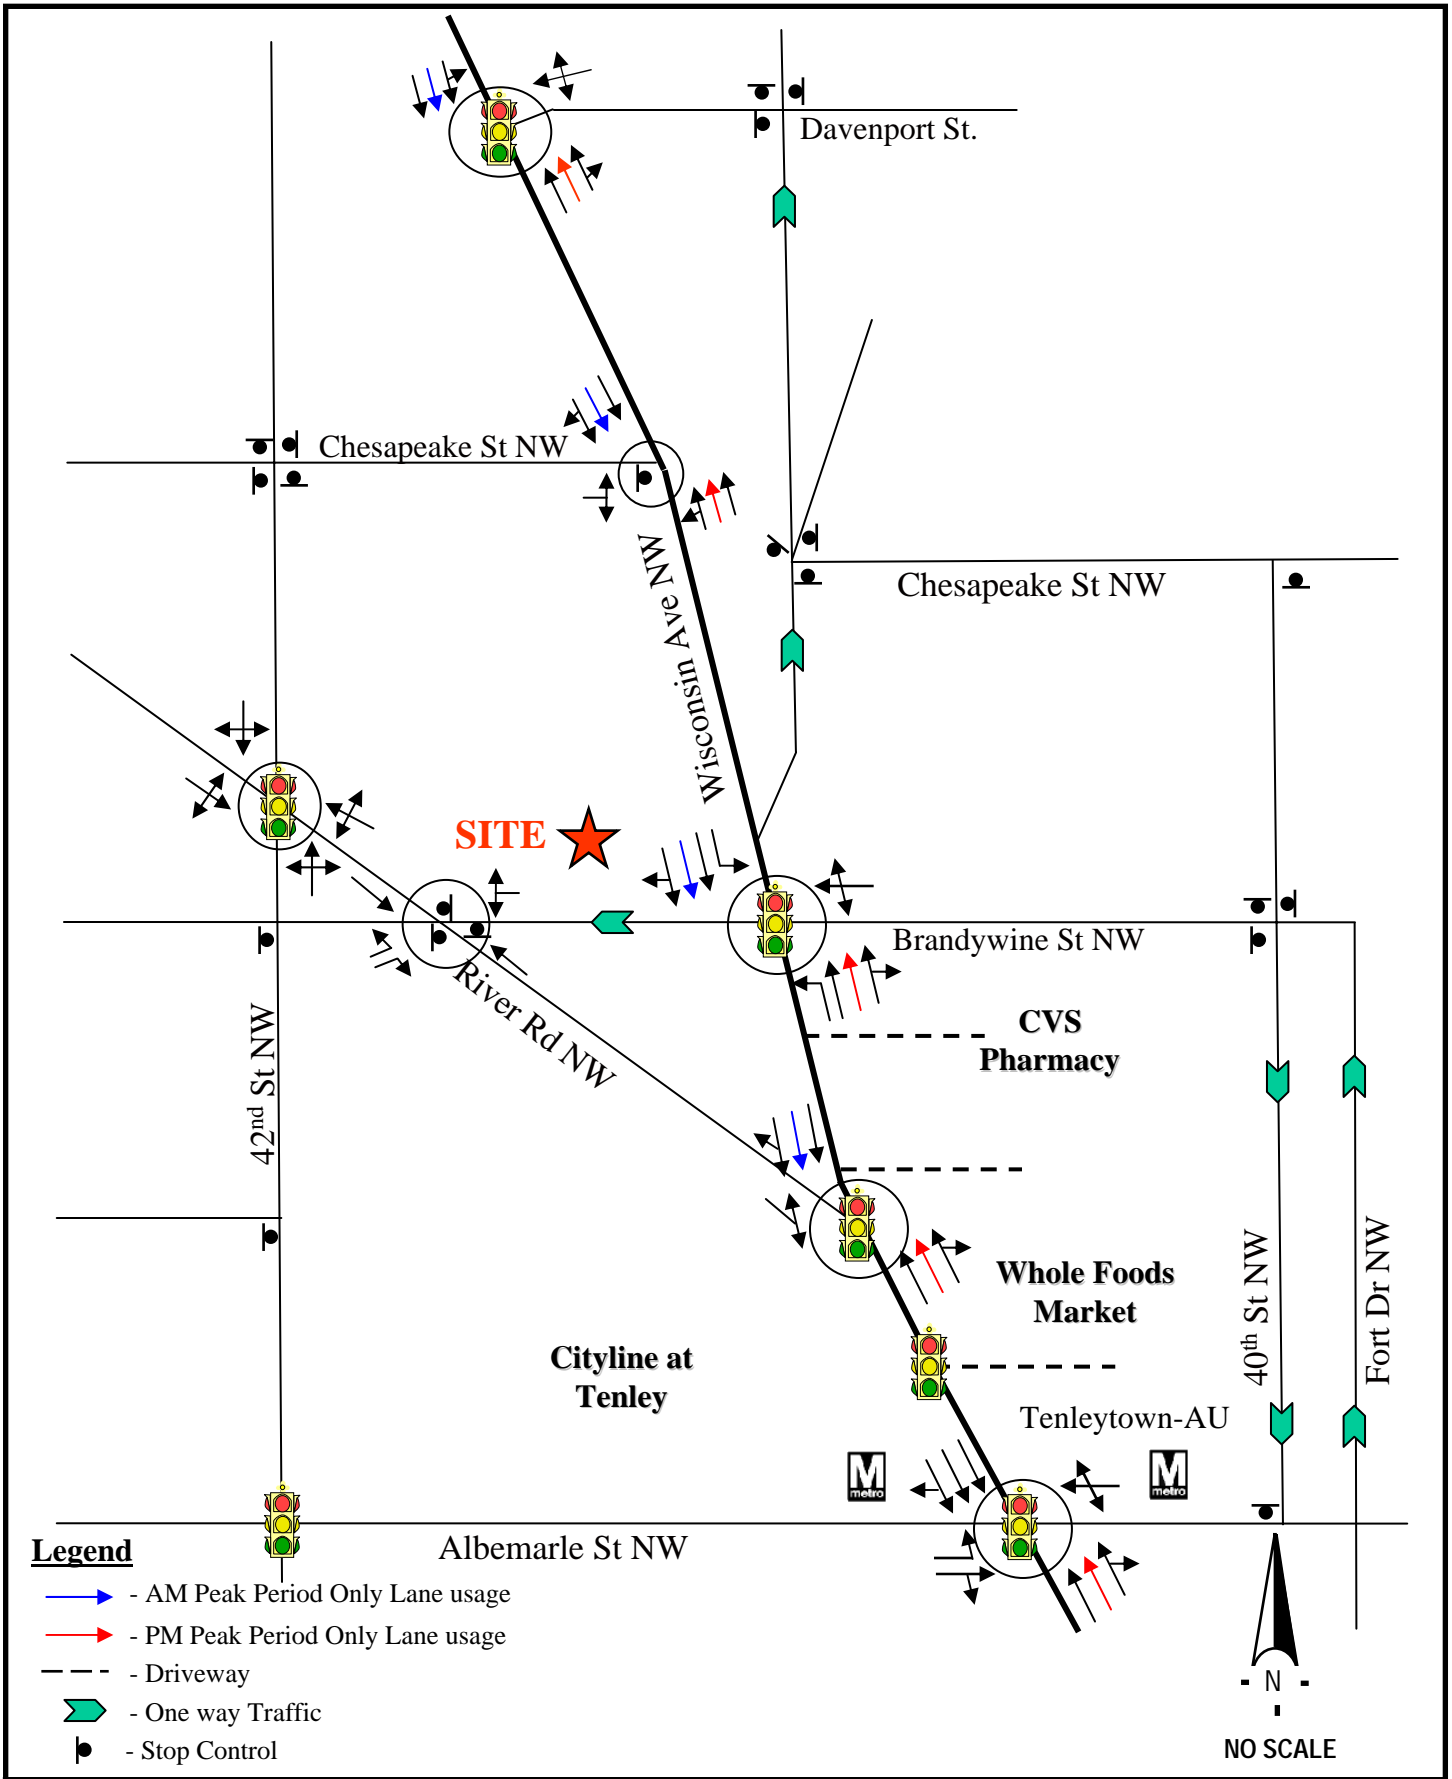 Davenport St.
Chesapeake St NW
Wisconsin Ave NW
Chesapeake St NW
SITE
Brandywine St NW
River Rd NW
42nd St NW
CVS
Pharmacy
Whole Foods
Market
40th St NW
Fort Dr NW
Cityline at
Tenley
Tenleytown-AU
M
metro
M
metro
Albemarle St NW
Legend
- AM Peak Period Only Lane usage
- PM Peak Period Only Lane usage
- Driveway
- One way Traffic
- Stop Control
N
NO SCALE